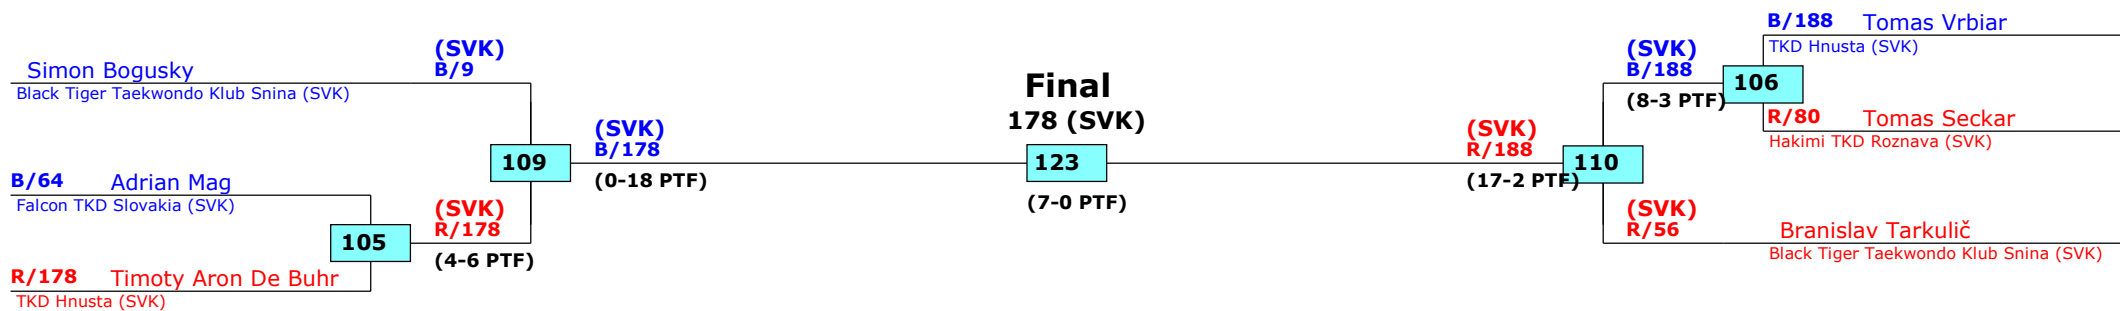 Simon Bogusky
Black Tiger Taekwondo Klub Snina (SVK)
(SVK)
B/9
B/64 Adrian Mag
Falcon TKD Slovakia (SVK)
105
R/178 Timoty Aron De Buhr
TKD Hnusta (SVK)
(SVK)
R/178
(4-6 PTF)
109
(SVK)
B/178
(0-18 PTF)
Final
178 (SVK)
123
(7-0 PTF)
(SVK)
R/188
(17-2 PTF)
110
(SVK)
B/188
(8-3 PTF)
106
B/188 Tomas Vrbiar
TKD Hnusta (SVK)
R/80 Tomas Seckar
Hakimi TKD Roznava (SVK)
(SVK)
R/56
Branislav Tarkulič
Black Tiger Taekwondo Klub Snina (SVK)